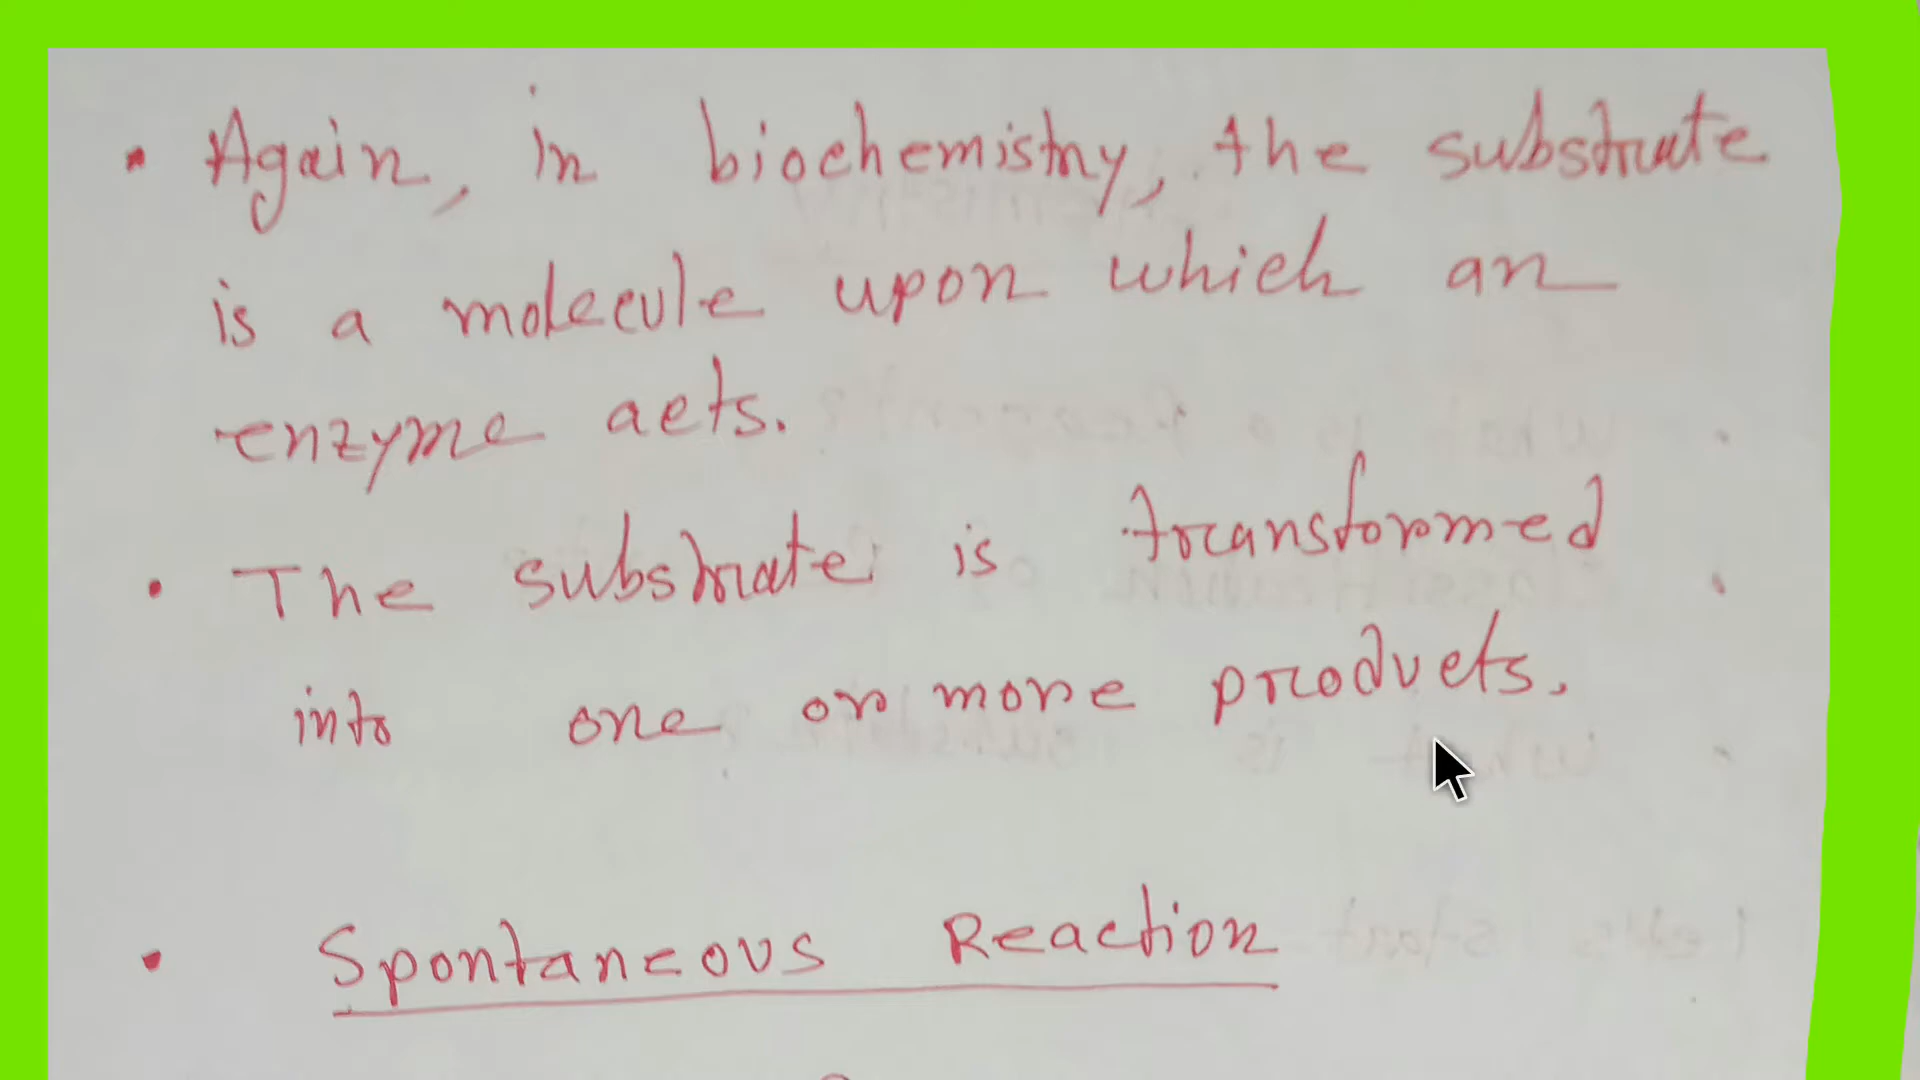 • Again, in biochemistry, the substrate
is a molecule upon which an
enzyme acts.
• The substrate is transformed
into one or more products.
• Spontaneous Reaction